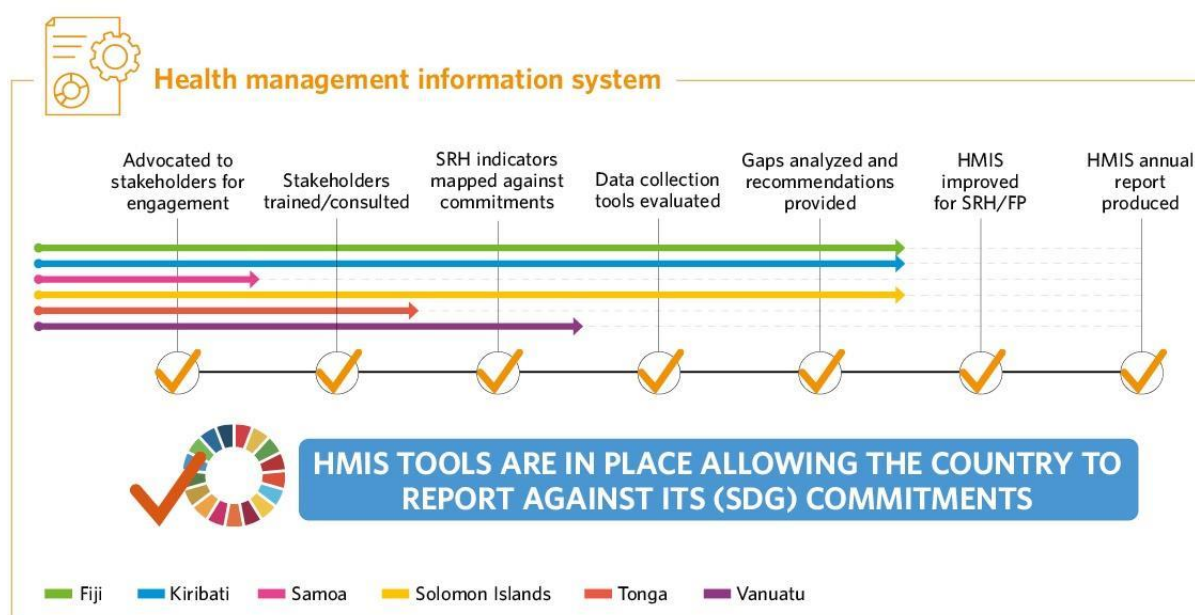 Health management information system
Advocated to
stakeholders for
engagement
Stakeholders
trained/consulted
SRH indicators
mapped against
commitments
Data collection
tools evaluated
Gaps analyzed and
recommendations
provided
HMIS
improved
for SRH/FP
HMIS annual
report
produced
HMIS TOOLS ARE IN PLACE ALLOWING THE COUNTRY TO
REPORT AGAINST ITS (SDG) COMMITMENTS
Fiji
Kiribati
Samoa
Solomon Islands
Tonga
Vanuatu